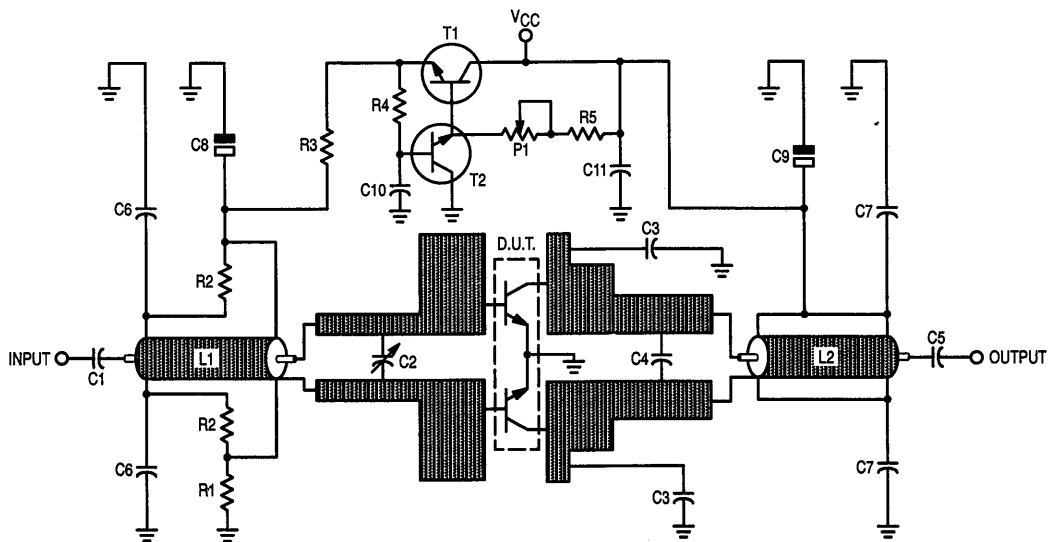 VCC
T1
C8
R4
R3
P1
R5
C9
T2
C10
C11
C6
C7
D.U.T.
C3
R2
INPUT
L1
C2
C4
L2
C5
OUTPUT
C1
R2
C6
C7
R1
C3